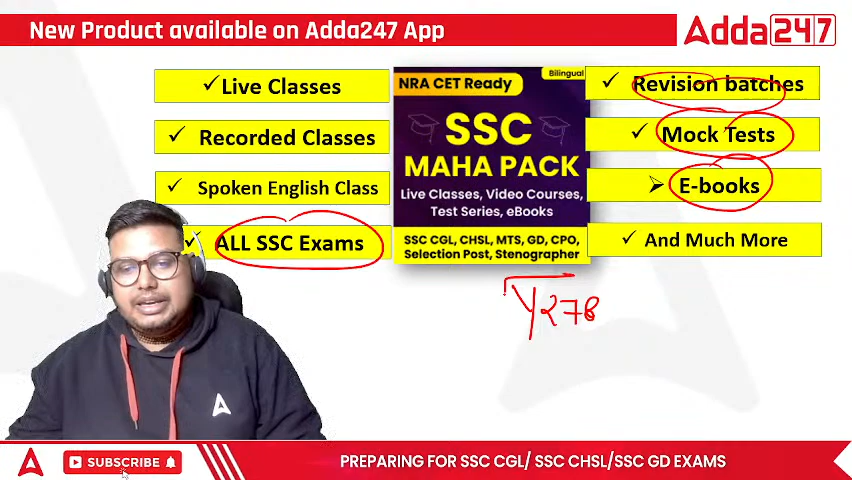 New Product available on Adda247 App
Adda247
✓Live Classes
✓ Recorded Classes
✓ Spoken English Class
✓ ALL SSC Exams
NRA CET Ready
Bilingual
SSC
MAHA PACK
Live Classes, Video Courses,
Test Series, eBooks
SSC CGL, CHSL, MTS, GD, CPO,
Selection Post, Stenographer
✓ Revision batches
✓ Mock Tests
➤ E-books
✓ And Much More
Y278
SUBSCRIBE
PREPARING FOR SSC CGL/ SSC CHSL/SSC GD EXAMS